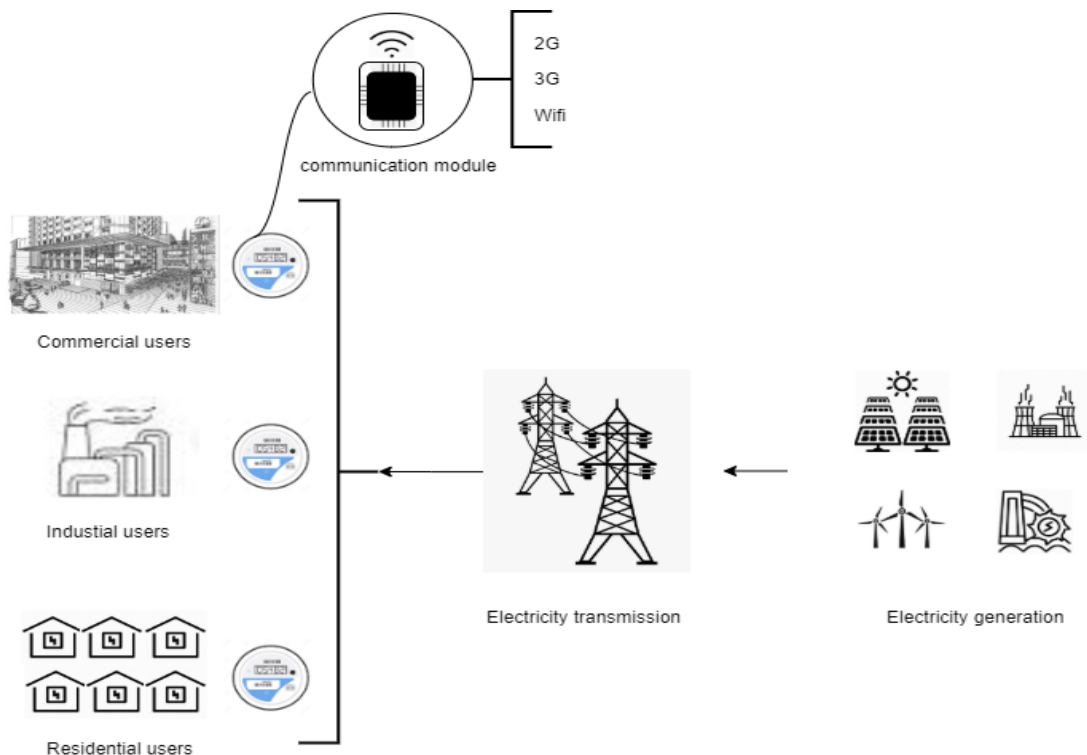 2G
3G
Wifi
communication module
Commercial users
Industial users
Electricity transmission
Electricity generation
Residential users